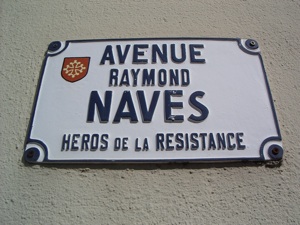 AVENUE
RAYMOND
NAVES
HEROS DE LA RESISTANCE